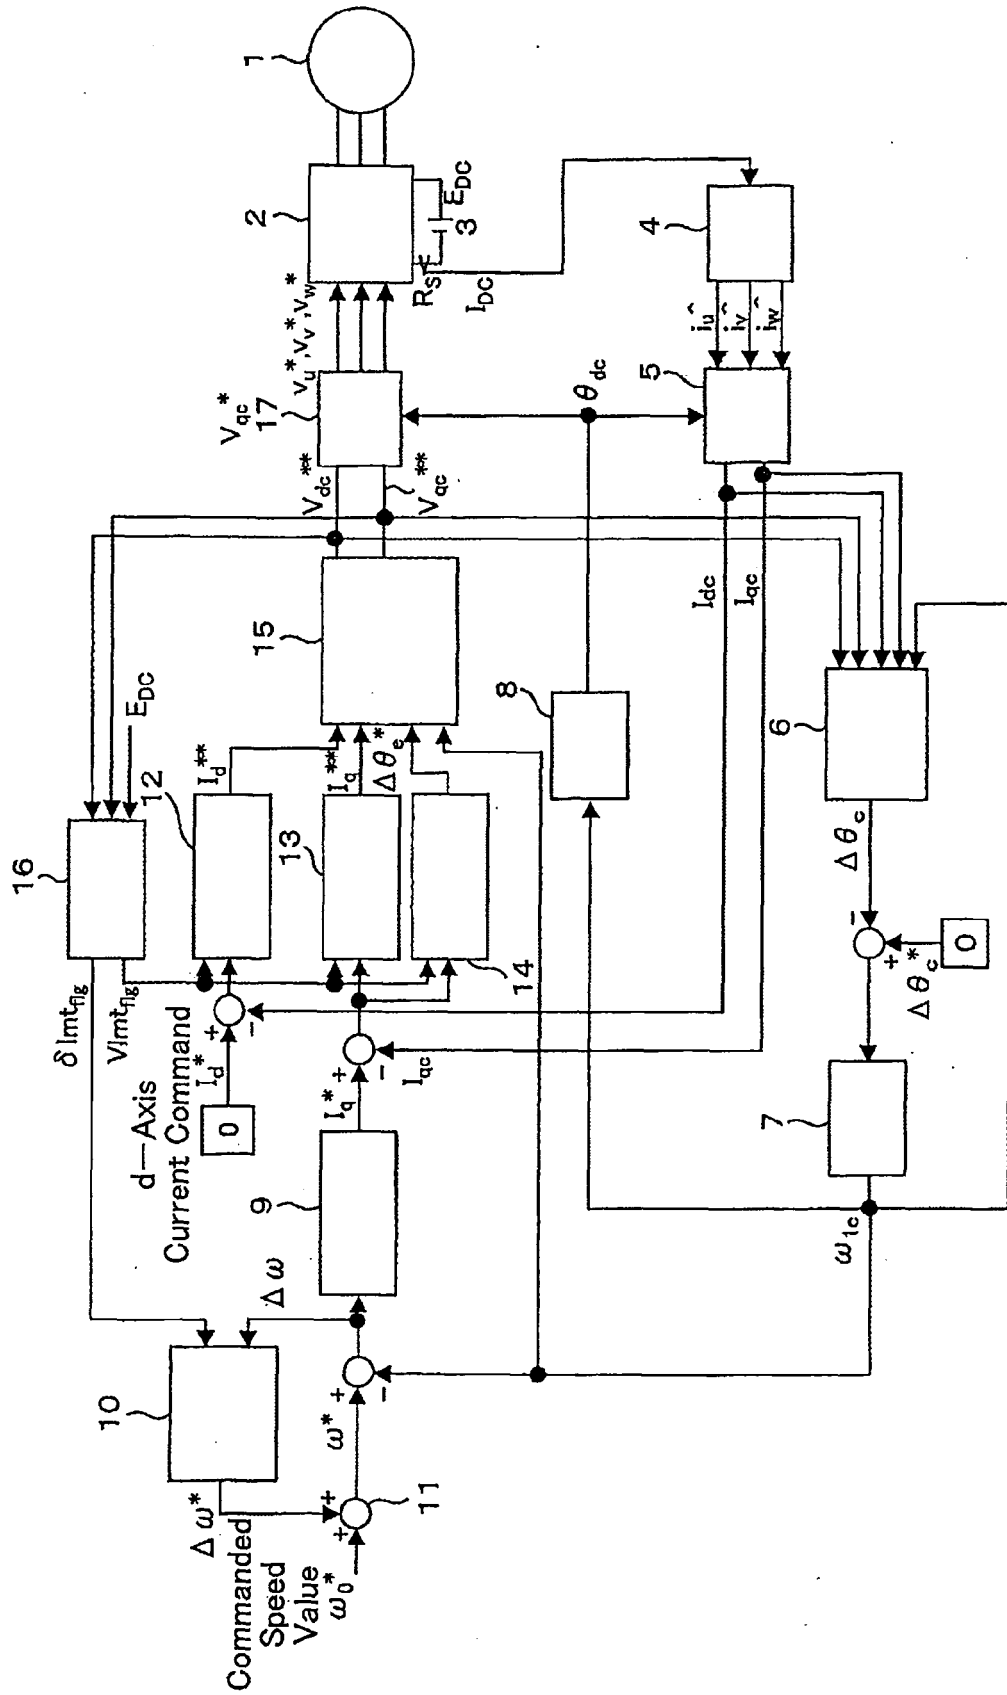 δlmt_flg
Vlmt_flg
16
E_DC
d—Axis
Current Command
I_d*
0
12
I_d**
10
Δω*
Commanded
Speed
Value
ω_0*
11
ω*
Δω
9
I_q*
I_qc
13
I_q**
14
Δθ_e*
15
V_dc**
V_qc**
V_qc*
17
v_u*,v_v*,v_w*
2
1
R_S
3
E_DC
I_DC
8
θ_dc
4
i_u^
i_v^
i_w^
5
I_dc
I_qc
6
Δθ_c
Δθ_c*
0
7
ω_1c
+
+
+
−
+
−
+
−
+
−